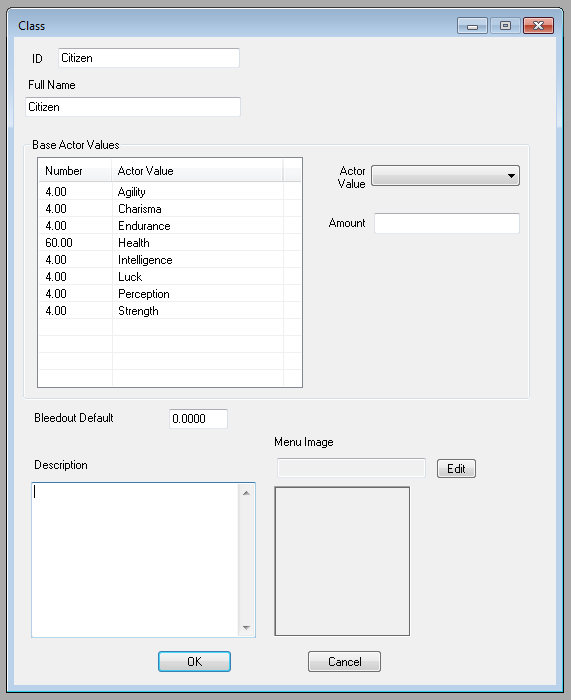 Class
ID Citizen
Full Name
Citizen
Base Actor Values
Number Actor Value
4.00 Agility
4.00 Charisma
4.00 Endurance
60.00 Health
4.00 Intelligence
4.00 Luck
4.00 Perception
4.00 Strength
Actor
Value
Amount
Bleedout Default 0.0000
Menu Image
Edit
Description
OK Cancel